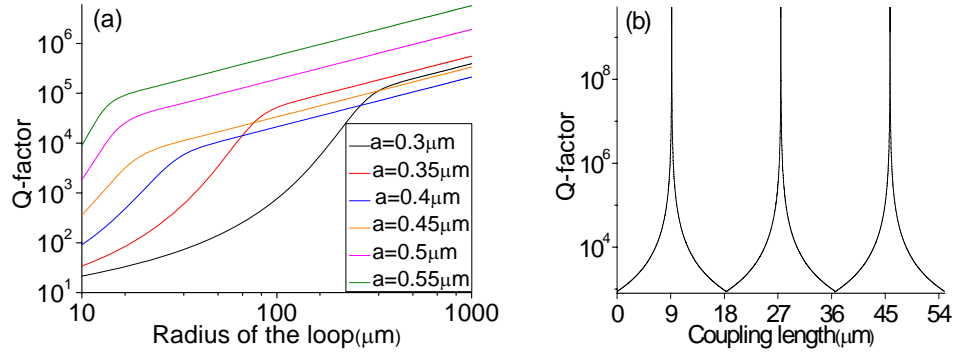 (a)
Q-factor
10⁶
10⁵
10⁴
10³
10²
10¹
10
100
1000
Radius of the loop(μm)
a=0.3μm
a=0.35μm
a=0.4μm
a=0.45μm
a=0.5μm
a=0.55μm
(b)
Q-factor
10⁸
10⁶
10⁴
0
9
18
27
36
45
54
Coupling length(μm)